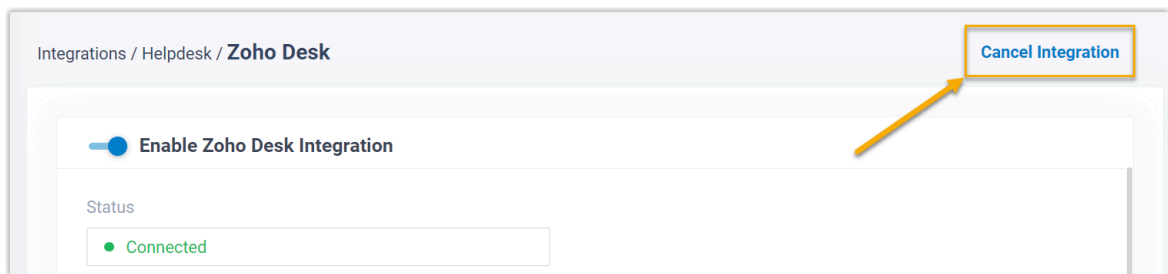 Integrations / Helpdesk / Zoho Desk
Cancel Integration
Enable Zoho Desk Integration
Status
Connected